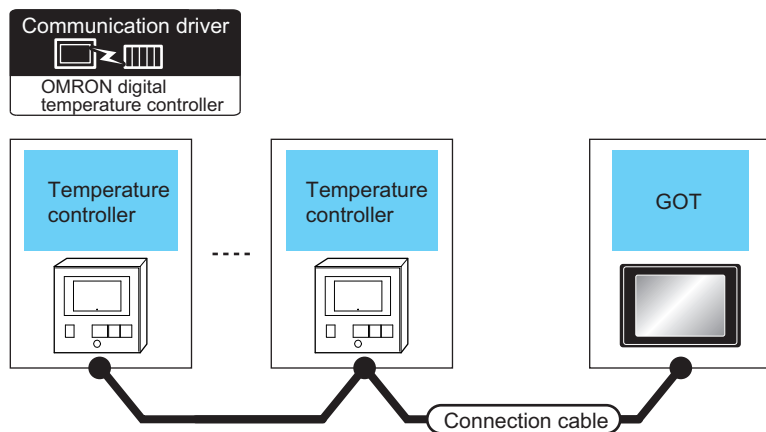 Communication driver
OMRON digital
temperature controller
Temperature
controller
Temperature
controller
GOT
Connection cable